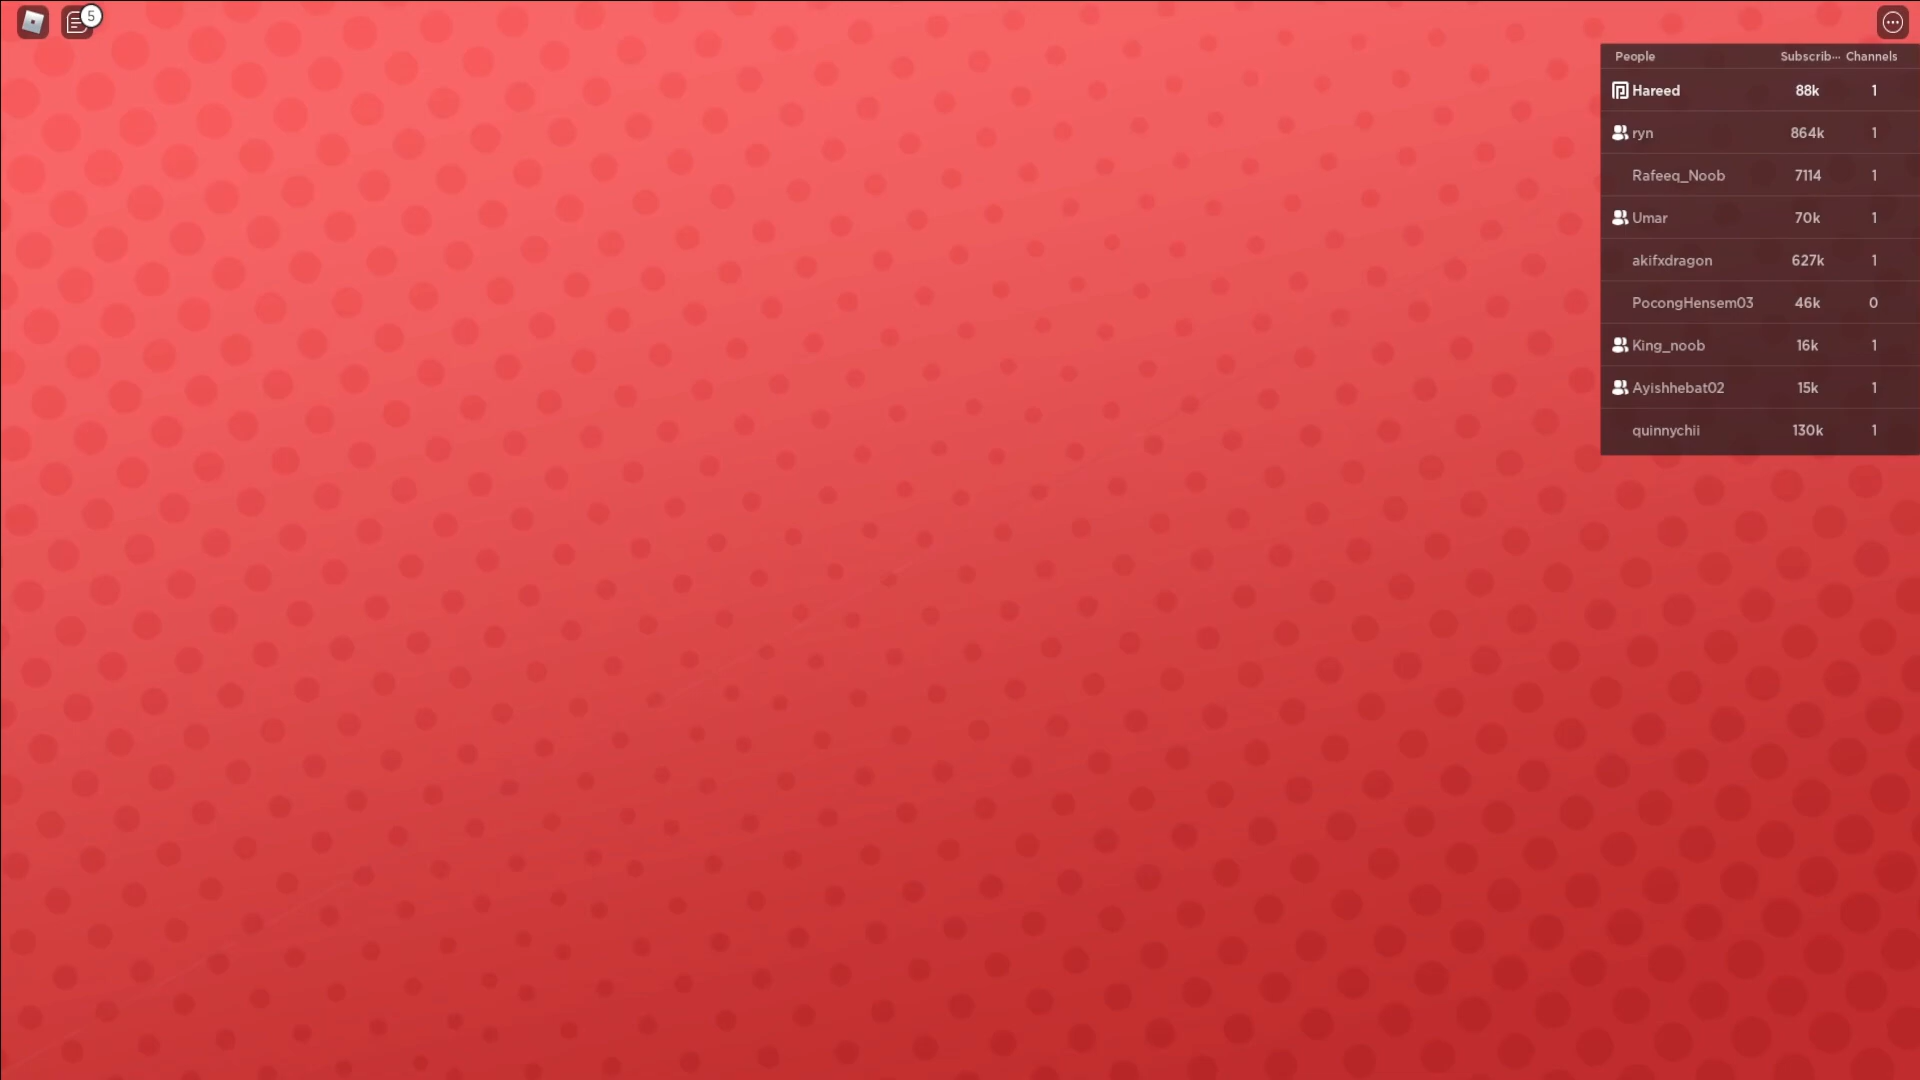 5
People Subscrib··· Channels
Hareed 88k 1
ryn 864k 1
Rafeeq_Noob 7114 1
Umar 70k 1
akifxdragon 627k 1
PocongHensem03 46k 0
King_noob 16k 1
Ayishhebat02 15k 1
quinnychii 130k 1